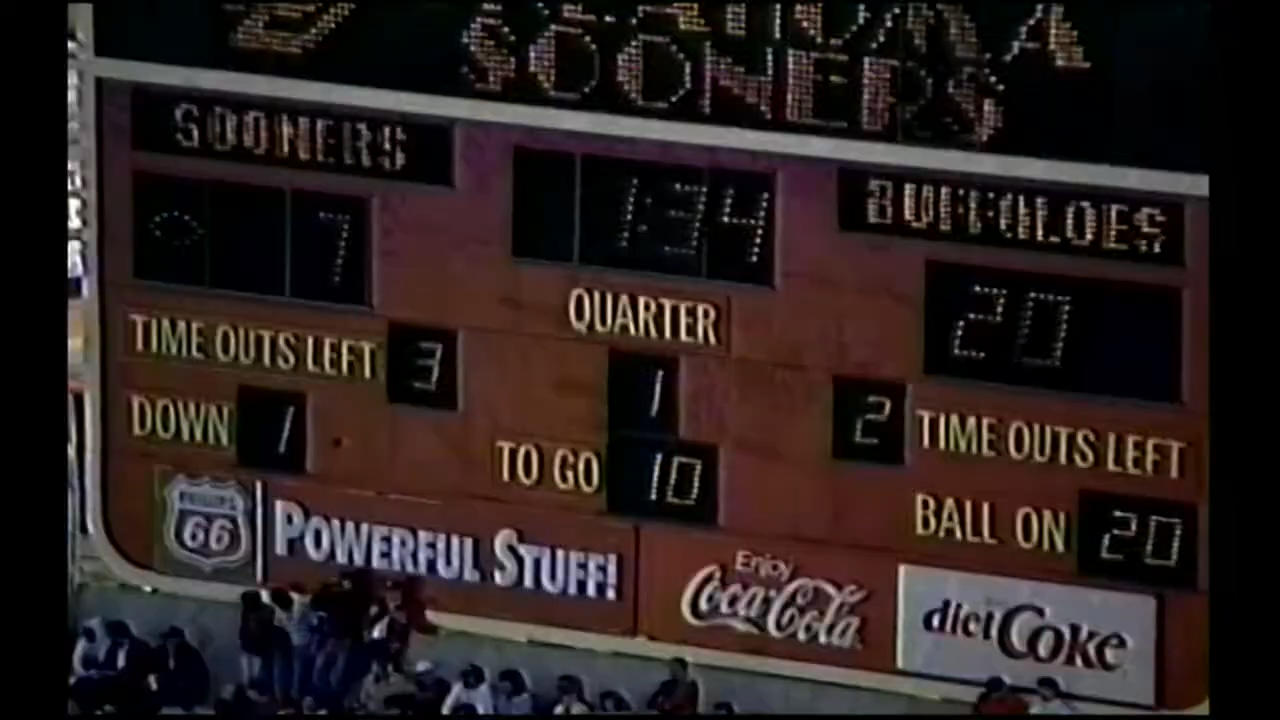 SOONERS
SOONERS
1:34
BUFFALOES
7
20
QUARTER
TIME OUTS LEFT 3
1
2 TIME OUTS LEFT
DOWN 1
TO GO 10
BALL ON 20
PHILLIPS 66
POWERFUL STUFF!
Enjoy
Coca-Cola
diet Coke